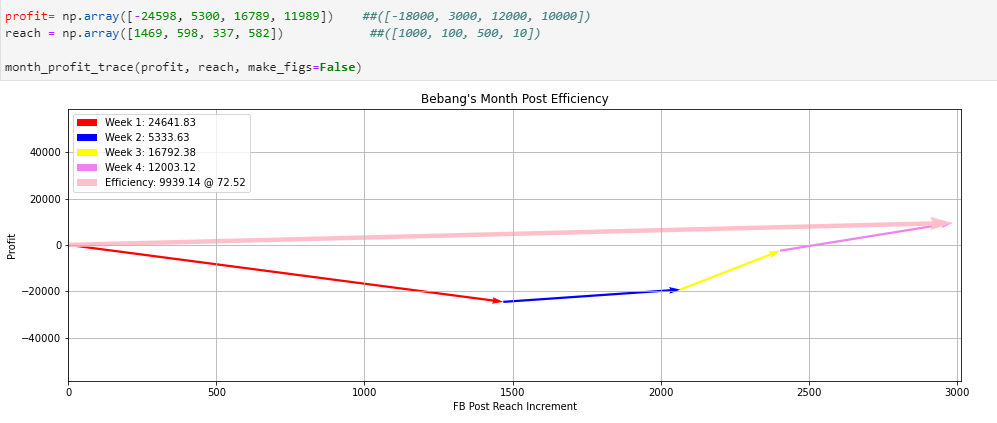 profit= np.array([-24598, 5300, 16789, 11989])    ##([-18000, 3000, 12000, 10000])
reach = np.array([1469, 598, 337, 582])            ##([1000, 100, 500, 10])
month_profit_trace(profit, reach, make_figs=False)
Bebang's Month Post Efficiency
Week 1: 24641.83
Week 2: 5333.63
Week 3: 16792.38
Week 4: 12003.12
Efficiency: 9939.14 @ 72.52
40000
20000
0
−20000
−40000
Profit
0 500 1000 1500 2000 2500 3000
FB Post Reach Increment